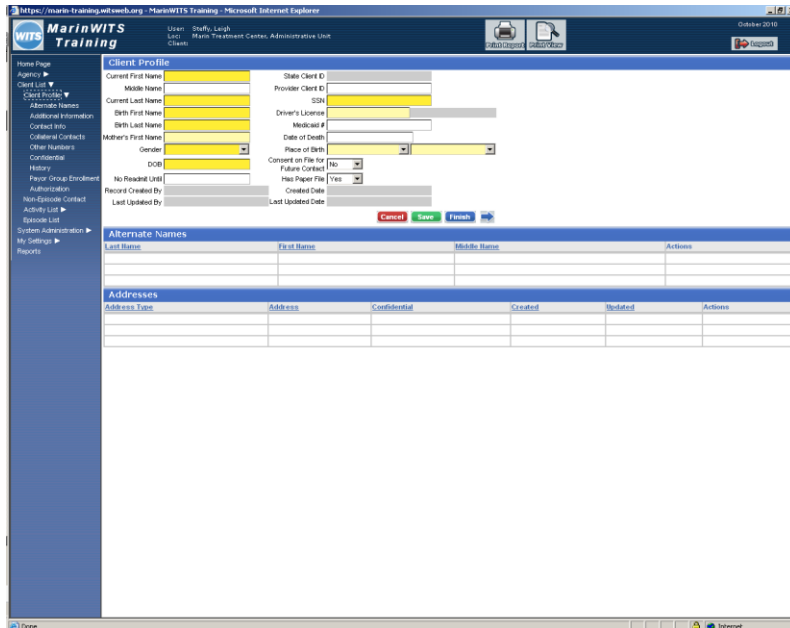 https://marin-training.witsweb.org - MarinWITS Training - Microsoft Internet Explorer
WITS
MarinWITS
Training
User: Steffy, Leigh
Loc: Marin Treatment Center, Administrative Unit
Client:
Print Report
Print View
October 2010
Logout
Home Page
Agency
Client List
Client Profile
Alternate Names
Additional Information
Contact Info
Collateral Contacts
Other Numbers
Confidential
History
Payor Group Enrollment
Authorization
Non-Episode Contact
Activity List
Episode List
System Administration
My Settings
Reports
Client Profile
Current First Name State Client ID
Middle Name Provider Client ID
Current Last Name SSN
Birth First Name Driver's License
Birth Last Name Medicaid #
Mother's First Name Date of Death
Gender Place of Birth
DOB Consent on File for Future Contact No
No Readmit Until Has Paper File Yes
Record Created By Created Date
Last Updated By Last Updated Date
Cancel Save Finish
Alternate Names
Last Name First Name Middle Name Actions
Addresses
Address Type Address Confidential Created Updated Actions
Done Internet